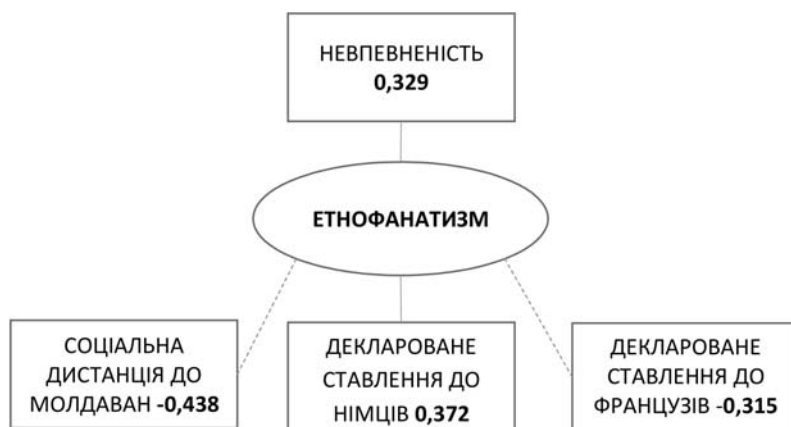 НЕВПЕВНЕНІСТЬ
0,329
ЕТНОФАНАТИЗМ
СОЦІАЛЬНА
ДИСТАНЦІЯ ДО
МОЛДАВАН -0,438
ДЕКЛАРОВАНЕ
СТАВЛЕННЯ ДО
НІМЦІВ 0,372
ДЕКЛАРОВАНЕ
СТАВЛЕННЯ ДО
ФРАНЦУЗІВ -0,315